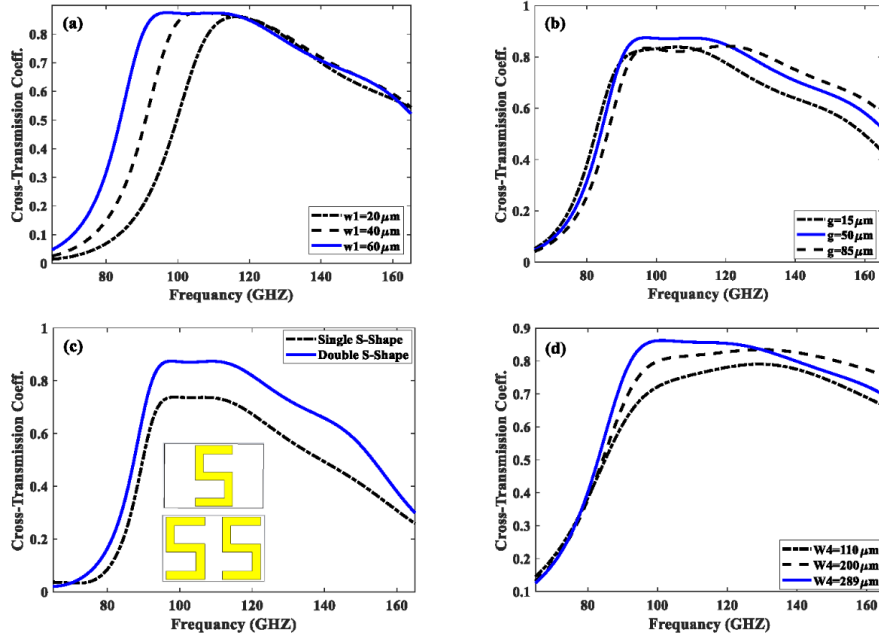 (a)
Cross-Transmission Coeff.
0.8
0.7
0.6
0.5
0.4
0.3
0.2
0.1
0
80
100
120
140
160
Frequancy (GHZ)
w1=20μm
w1=40μm
w1=60μm
(b)
Cross-Transmission Coeff.
1
0.8
0.6
0.4
0.2
0
80
100
120
140
160
Frequancy (GHZ)
g=15μm
g=50μm
g=85μm
(c)
Cross-Transmission Coeff.
1
0.8
0.6
0.4
0.2
0
80
100
120
140
160
Frequancy (GHZ)
Single S-Shape
Double S-Shape
(d)
Cross-Transmission Coeff.
0.9
0.8
0.7
0.6
0.5
0.4
0.3
0.2
0.1
80
100
120
140
160
Frequancy (GHZ)
W4=110μm
W4=200μm
W4=289μm